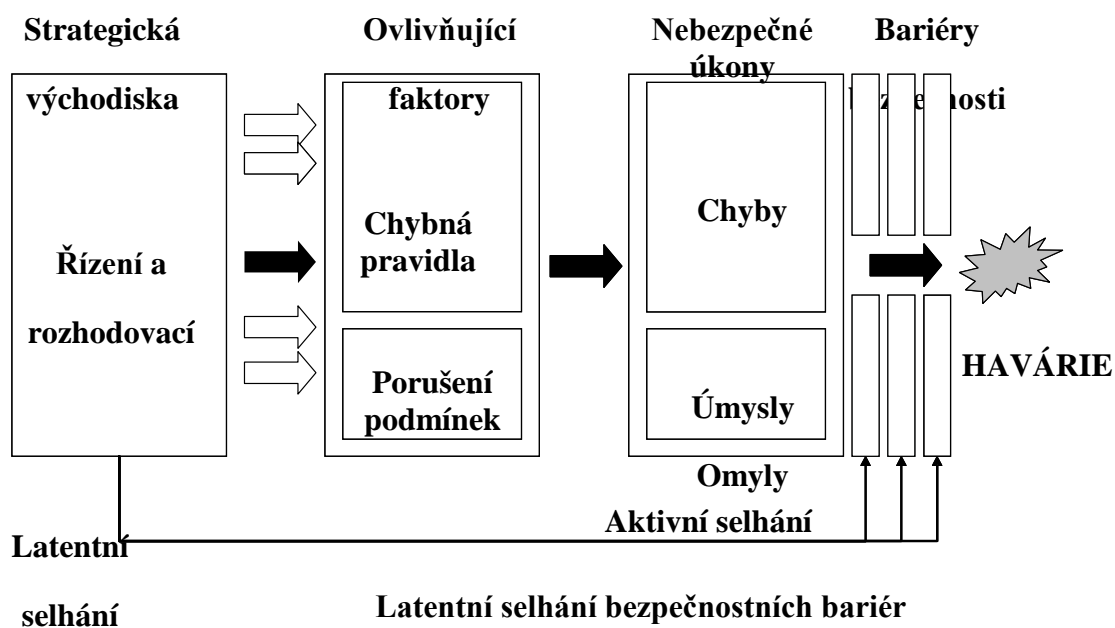 Strategická
východiska
Řízení a
rozhodovací
Latentní
selhání
Ovlivňující
faktory
Chybná
pravidla
Porušení
podmínek
Nebezpečné
úkony
Chyby
Úmysly
Omyly
Aktivní selhání
Bariéry
HAVÁRIE
Latentní selhání bezpečnostních bariér